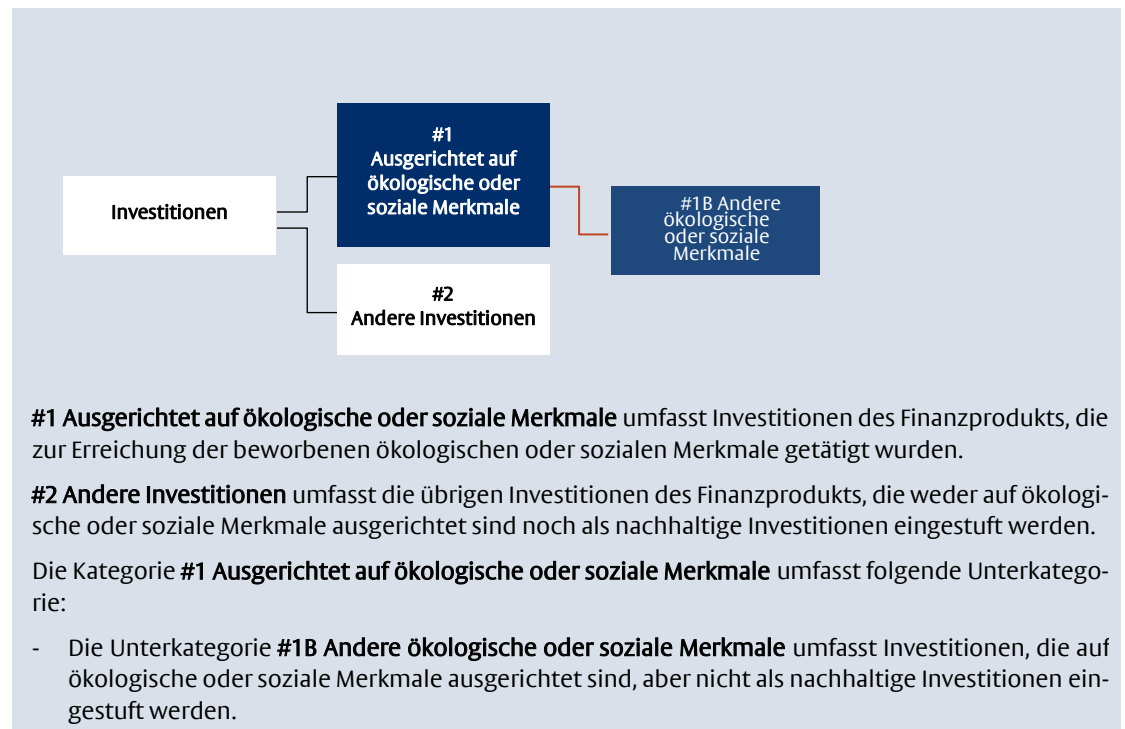 #1
Ausgerichtet auf
ökologische oder
soziale Merkmale
Investitionen
#1B Andere
ökologische
oder soziale
Merkmale
#2
Andere Investitionen
#1 Ausgerichtet auf ökologische oder soziale Merkmale umfasst Investitionen des Finanzprodukts, die
zur Erreichung der beworbenen ökologischen oder sozialen Merkmale getätigt wurden.
#2 Andere Investitionen umfasst die übrigen Investitionen des Finanzprodukts, die weder auf ökologi-
sche oder soziale Merkmale ausgerichtet sind noch als nachhaltige Investitionen eingestuft werden.
Die Kategorie #1 Ausgerichtet auf ökologische oder soziale Merkmale umfasst folgende Unterkatego-
rie:
- Die Unterkategorie #1B Andere ökologische oder soziale Merkmale umfasst Investitionen, die auf
ökologische oder soziale Merkmale ausgerichtet sind, aber nicht als nachhaltige Investitionen ein-
gestuft werden.